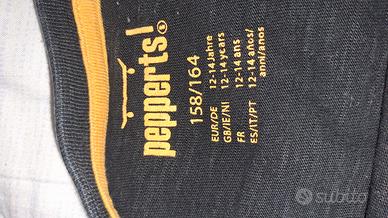 pepperts!
158/164
EUR/DE 12-14 Jahre
GB/IE/NI 12-14 years
FR 12-14 ans
ES/IT/PT 12-14 años/
anni/anos
subito